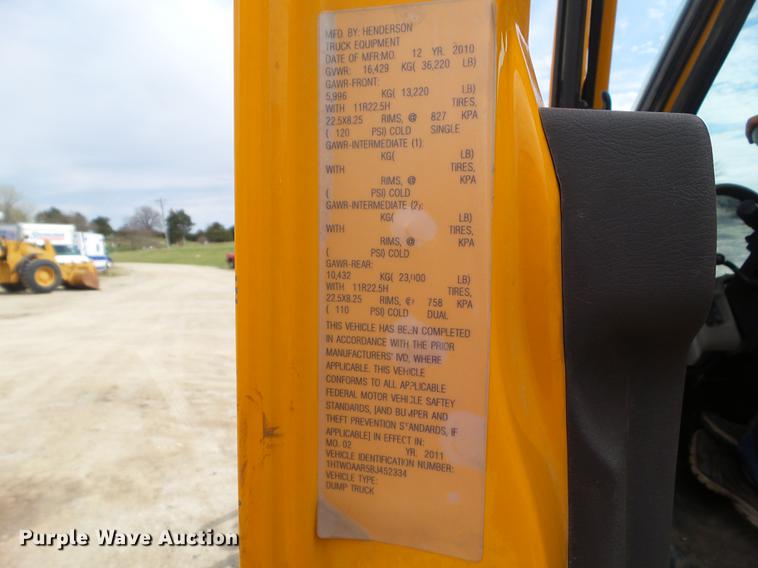 MFD. BY: HENDERSON
TRUCK EQUIPMENT
DATE OF MFR:MO. 12 YR. 2010
GVWR: 16,429 KG( 36,220 LB)
GAWR-FRONT:
5,996 KG( 13,220 LB)
WITH 11R22.5H TIRES,
22.5X8.25 RIMS, @ 827 KPA
( 120 PSI) COLD SINGLE
GAWR-INTERMEDIATE (1):
KG( LB)
WITH TIRES,
RIMS, @ KPA
( PSI) COLD
GAWR-INTERMEDIATE (2):
KG( LB)
WITH TIRES,
RIMS, @ KPA
( PSI) COLD
GAWR-REAR:
10,432 KG( 23,000 LB)
WITH 11R22.5H TIRES,
22.5X8.25 RIMS, @ 758 KPA
( 110 PSI) COLD DUAL
THIS VEHICLE HAS BEEN COMPLETED
IN ACCORDANCE WITH THE PRIOR
MANUFACTURERS' IVD, WHERE
APPLICABLE. THIS VEHICLE
CONFORMS TO ALL APPLICABLE
FEDERAL MOTOR VEHICLE SAFTEY
STANDARDS, [AND BUMPER AND
THEFT PREVENTION STANDARDS, IF
APPLICABLE] IN EFFECT IN:
MO. 02 YR. 2011
VEHICLE IDENTIFICATION NUMBER:
1HTWDAAR5BJ452334
VEHICLE TYPE:
DUMP TRUCK
Purple Wave Auction